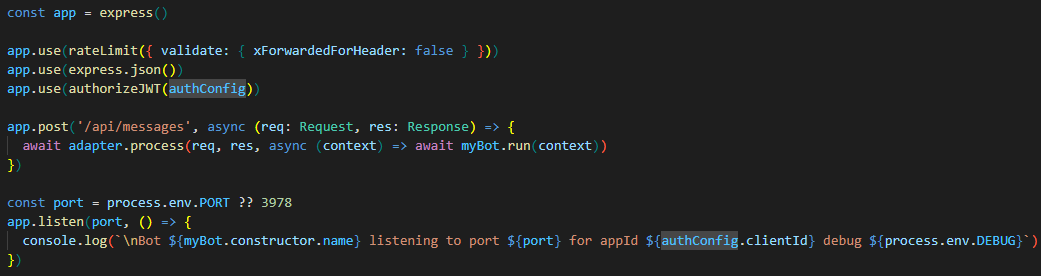 const app = express()
app.use(rateLimit({ validate: { xForwardedForHeader: false } }))
app.use(express.json())
app.use(authorizeJWT(authConfig))
app.post('/api/messages', async (req: Request, res: Response) => {
  await adapter.process(req, res, async (context) => await myBot.run(context))
})
const port = process.env.PORT ?? 3978
app.listen(port, () => {
  console.log(`\nBot ${myBot.constructor.name} listening to port ${port} for appId ${authConfig.clientId} debug ${process.env.DEBUG}`)
})